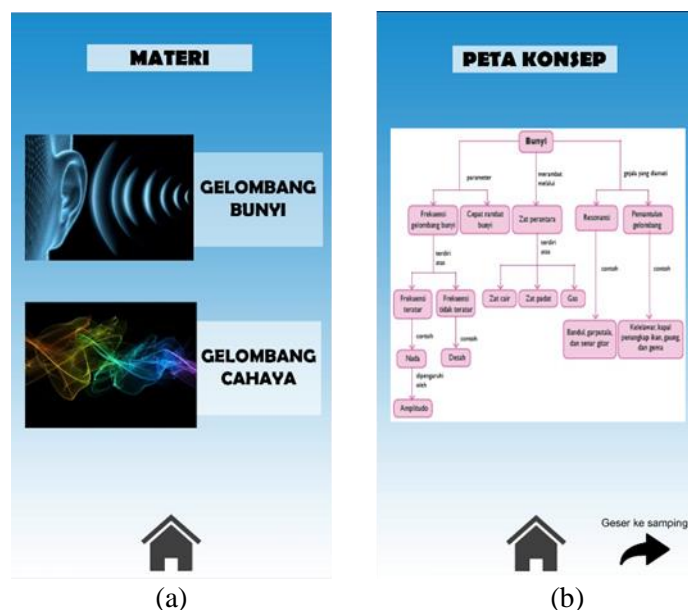 MATERI
GELOMBANG
BUNYI
GELOMBANG
CAHAYA
(a)
PETA KONSEP
Bunyi
parameter
merambat
melalui
gejala yang diamati
Frekuensi
gelombang bunyi
Cepat rambat
bunyi
Zat perantara
Resonansi
Pemantulan
gelombang
terdiri
atas
terdiri
atas
contoh
contoh
Frekuensi
teratur
Frekuensi
tidak teratur
Zat cair
Zat padat
Gas
contoh
contoh
Bandul, garputala,
dan senar gitar
Kelelawar, kapal
penangkap ikan, gaung,
dan gema
Nada
Desah
dipengaruhi
oleh
Amplitudo
Geser ke samping
(b)